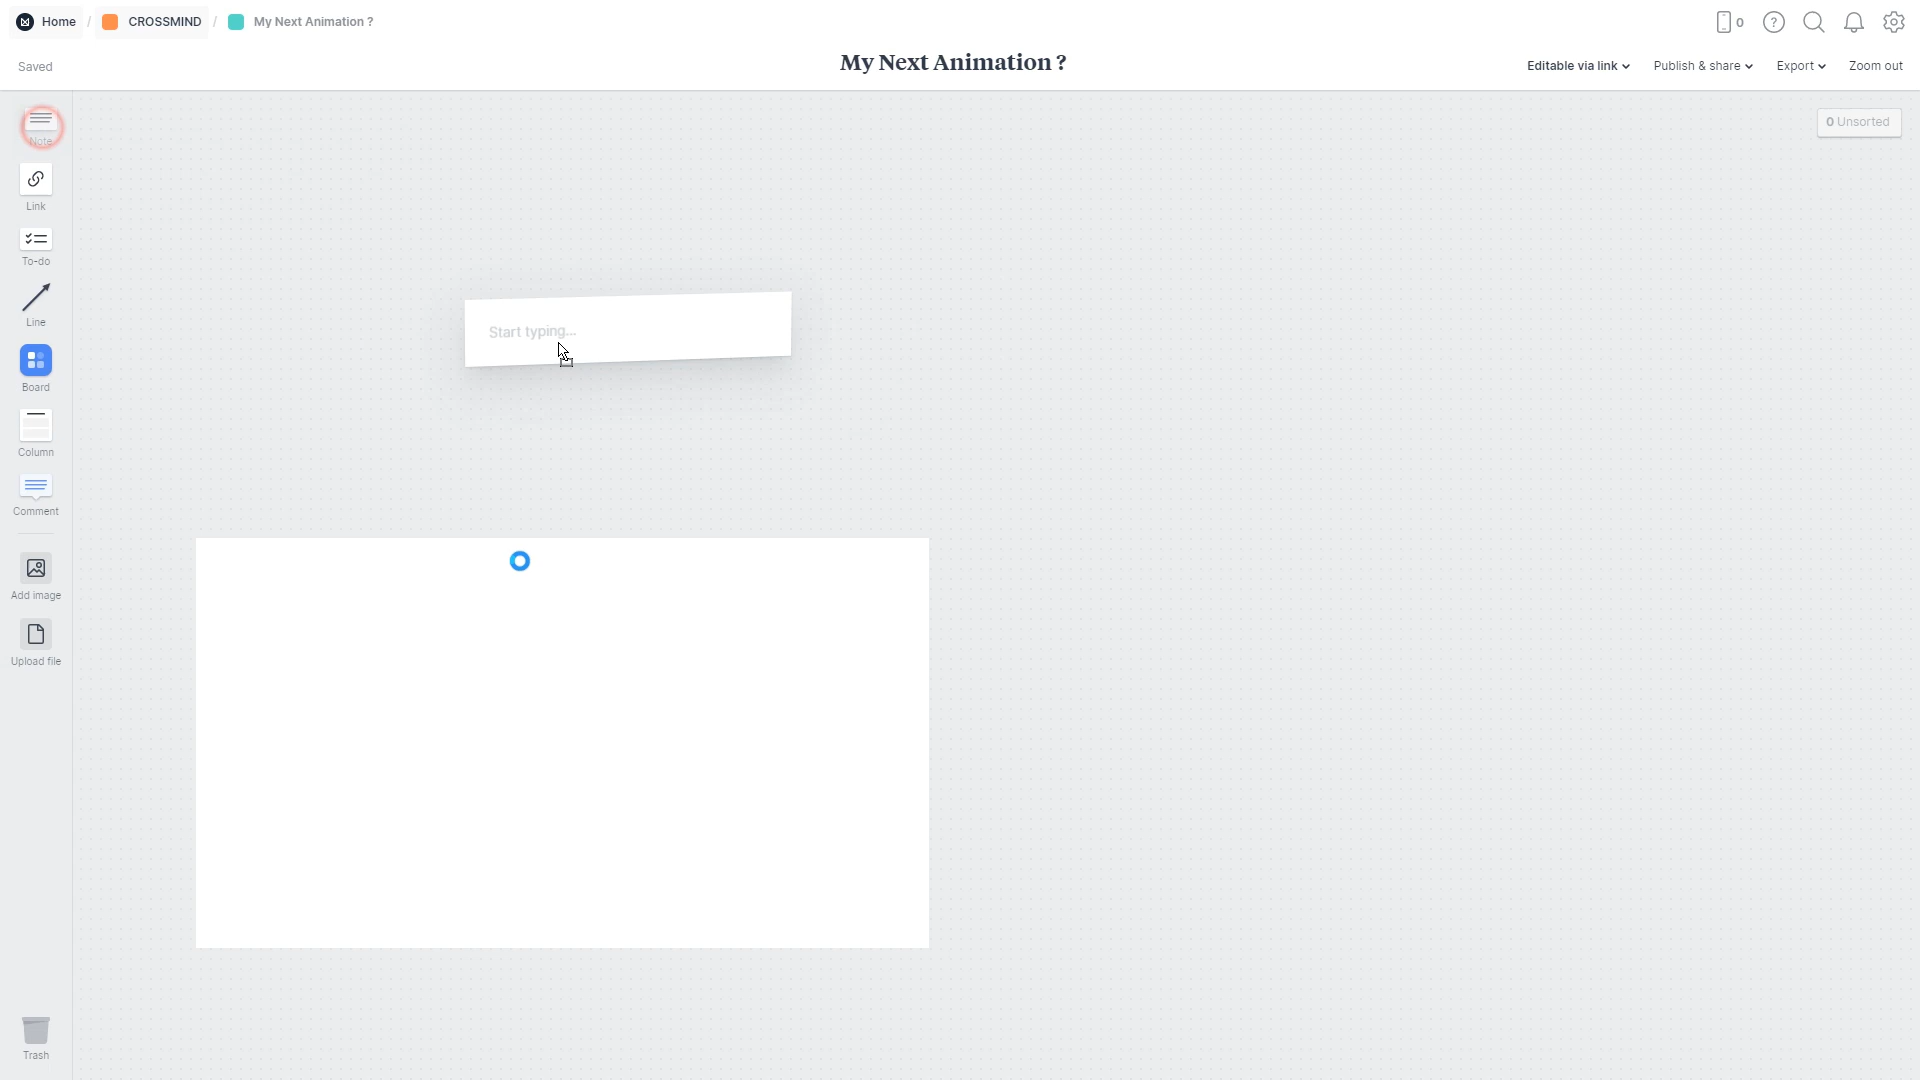 Home / CROSSMIND / My Next Animation ?
0
Saved
My Next Animation ?
Editable via link
Publish & share
Export
Zoom out
Note
0 Unsorted
Link
To-do
Line
Board
Column
Comment
Add image
Upload file
Trash
Start typing...